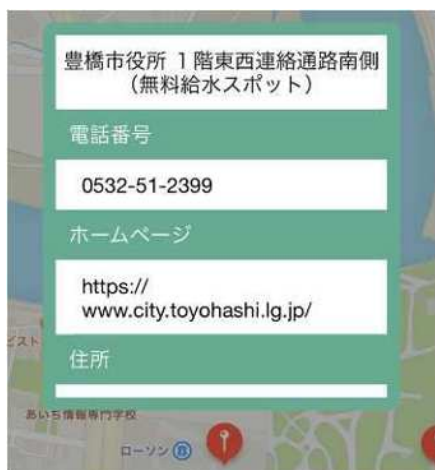 豊橋市役所 1階東西連絡通路南側
（無料給水スポット）
電話番号
0532-51-2399
ホームページ
https://
www.city.toyohashi.lg.jp/
住所
ピスト
あいち情報専門学校
ローソン